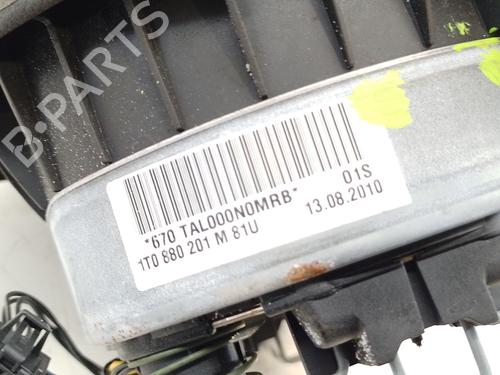 B-PARTS
*670 TAL000N0MRB*
01S
1T0 880 201 M 81U
13.08.2010